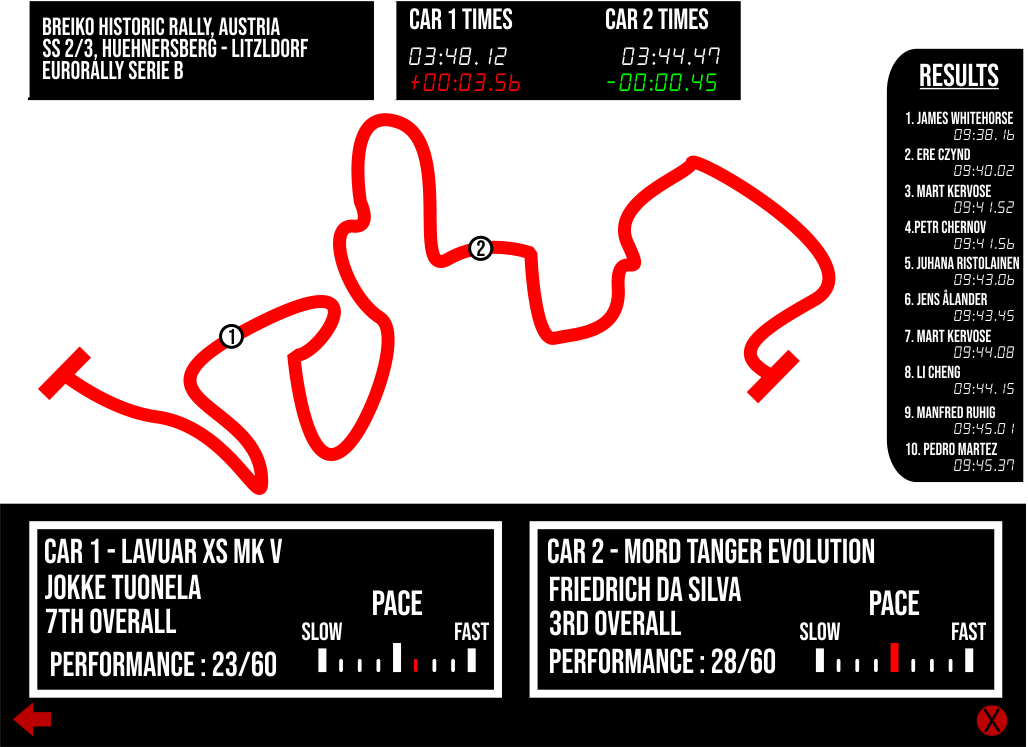 BREIKO HISTORIC RALLY, AUSTRIA
SS 2/3, HUEHNERSBERG - LITZLDORF
EURORALLY SERIE B
CAR 1 TIMES
03:48.12
+00:03.56
CAR 2 TIMES
03:44.47
-00:00.45
RESULTS
1. JAMES WHITEHORSE
09:38.16
2. ERE CZYND
09:40.02
3. MART KERVOSE
09:41.52
4.PETR CHERNOV
09:41.56
5. JUHANA RISTOLAINEN
09:43.06
6. JENS ÅLANDER
09:43.45
7. MART KERVOSE
09:44.08
8. LI CHENG
09:44.15
9. MANFRED RUHIG
09:45.01
10. PEDRO MARTEZ
09:45.37
1
2
CAR 1 - LAVUAR XS MK V
JOKKE TUONELA
7TH OVERALL
PERFORMANCE : 23/60
PACE
SLOW FAST
CAR 2 - MORD TANGER EVOLUTION
FRIEDRICH DA SILVA
3RD OVERALL
PERFORMANCE : 28/60
PACE
SLOW FAST
X